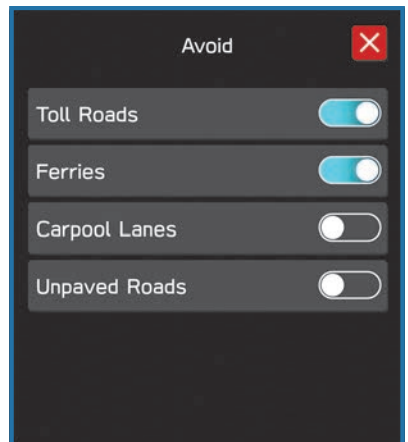 Avoid
Toll Roads
Ferries
Carpool Lanes
Unpaved Roads